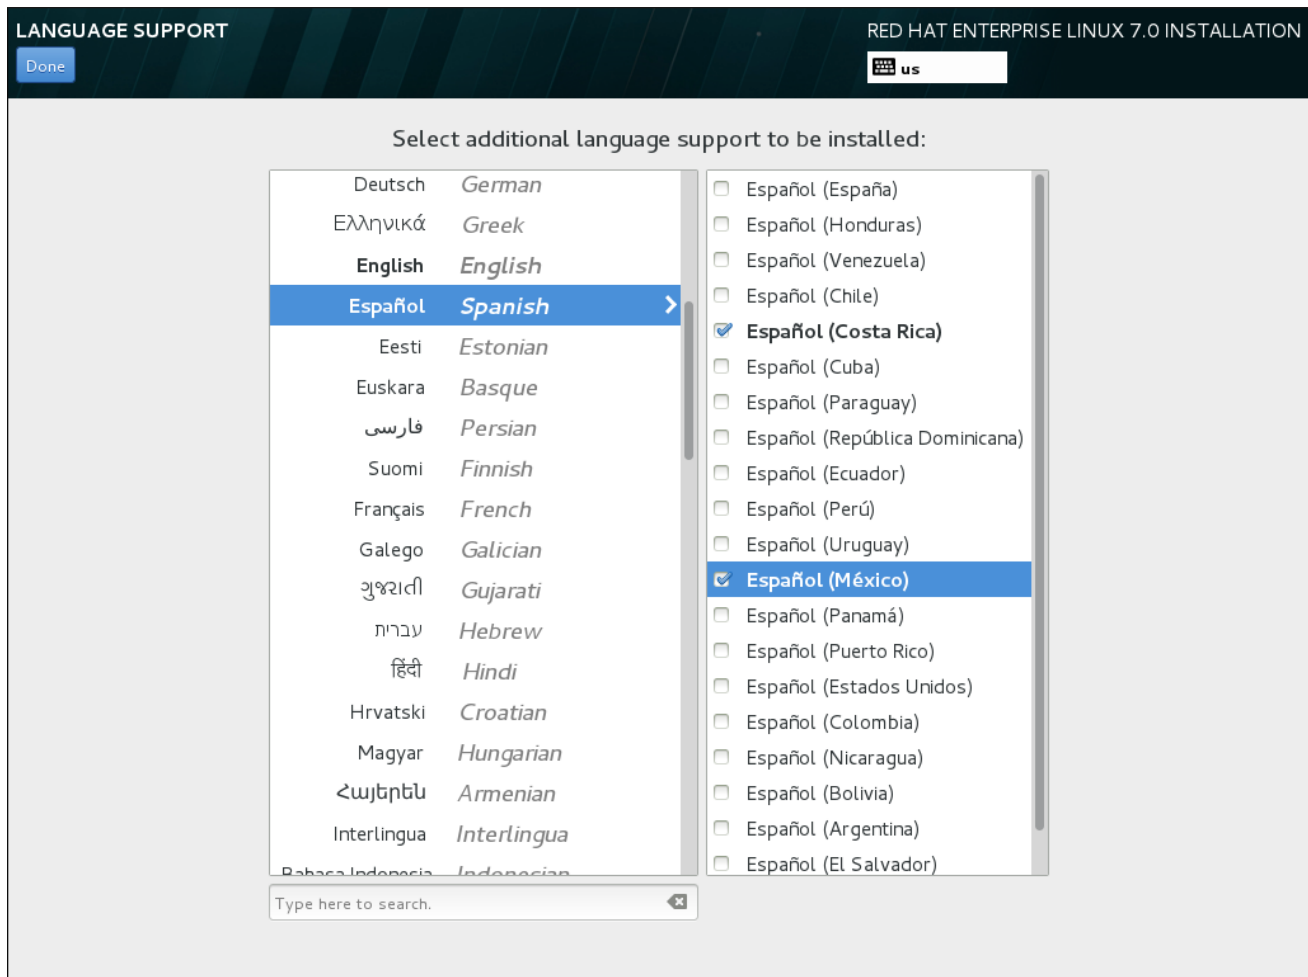 LANGUAGE SUPPORT
RED HAT ENTERPRISE LINUX 7.0 INSTALLATION
Done
us
Select additional language support to be installed:
Deutsch German
Ελληνικά Greek
English English
Español Spanish
Eesti Estonian
Euskara Basque
فارسی Persian
Suomi Finnish
Français French
Galego Galician
ગુજરાતી Gujarati
עברית Hebrew
हिंदी Hindi
Hrvatski Croatian
Magyar Hungarian
Հայերեն Armenian
Interlingua Interlingua
Bahasa Indonesia Indonesian
Español (España)
Español (Honduras)
Español (Venezuela)
Español (Chile)
Español (Costa Rica)
Español (Cuba)
Español (Paraguay)
Español (República Dominicana)
Español (Ecuador)
Español (Perú)
Español (Uruguay)
Español (México)
Español (Panamá)
Español (Puerto Rico)
Español (Estados Unidos)
Español (Colombia)
Español (Nicaragua)
Español (Bolivia)
Español (Argentina)
Español (El Salvador)
Type here to search.